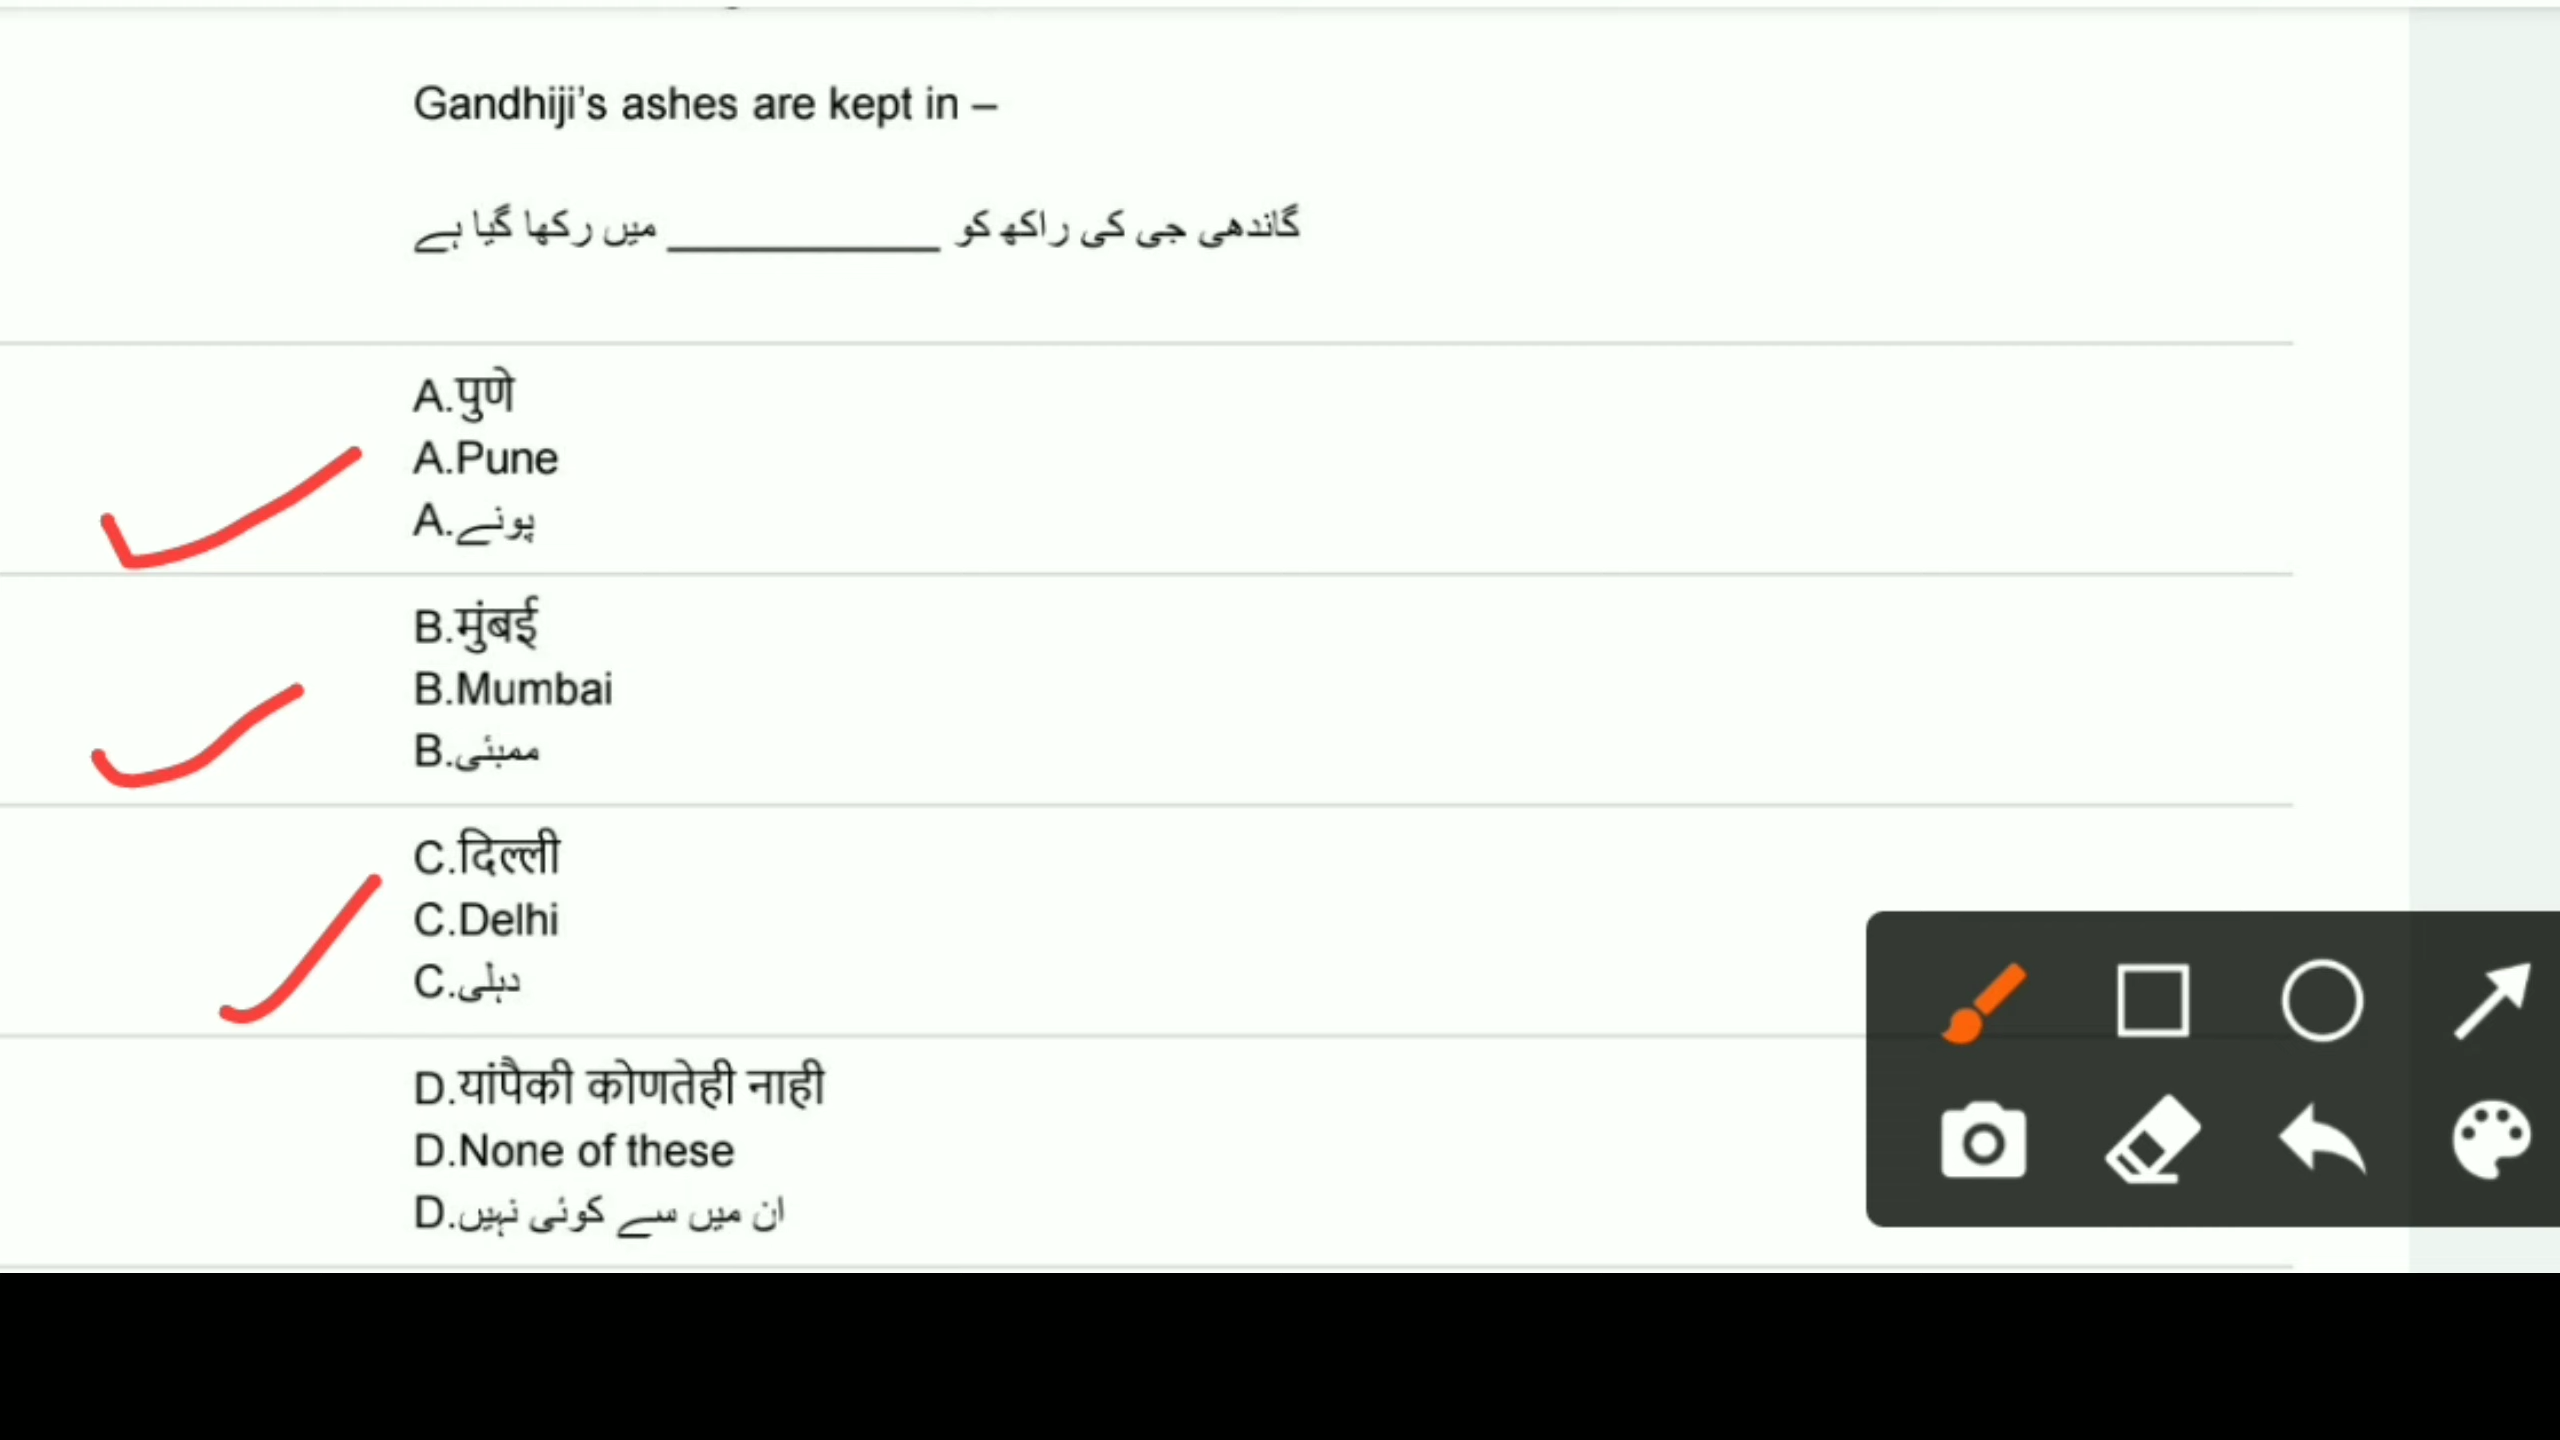 Gandhiji's ashes are kept in –
گاندھی جی کی راکھ کو ____________ میں رکھا گیا ہے
A.पुणे
A.Pune
A.پونے
B.मुंबई
B.Mumbai
B.ممبئی
C.दिल्ली
C.Delhi
C.دہلی
D.यांपैकी कोणतेही नाही
D.None of these
D.ان میں سے کوئی نہیں